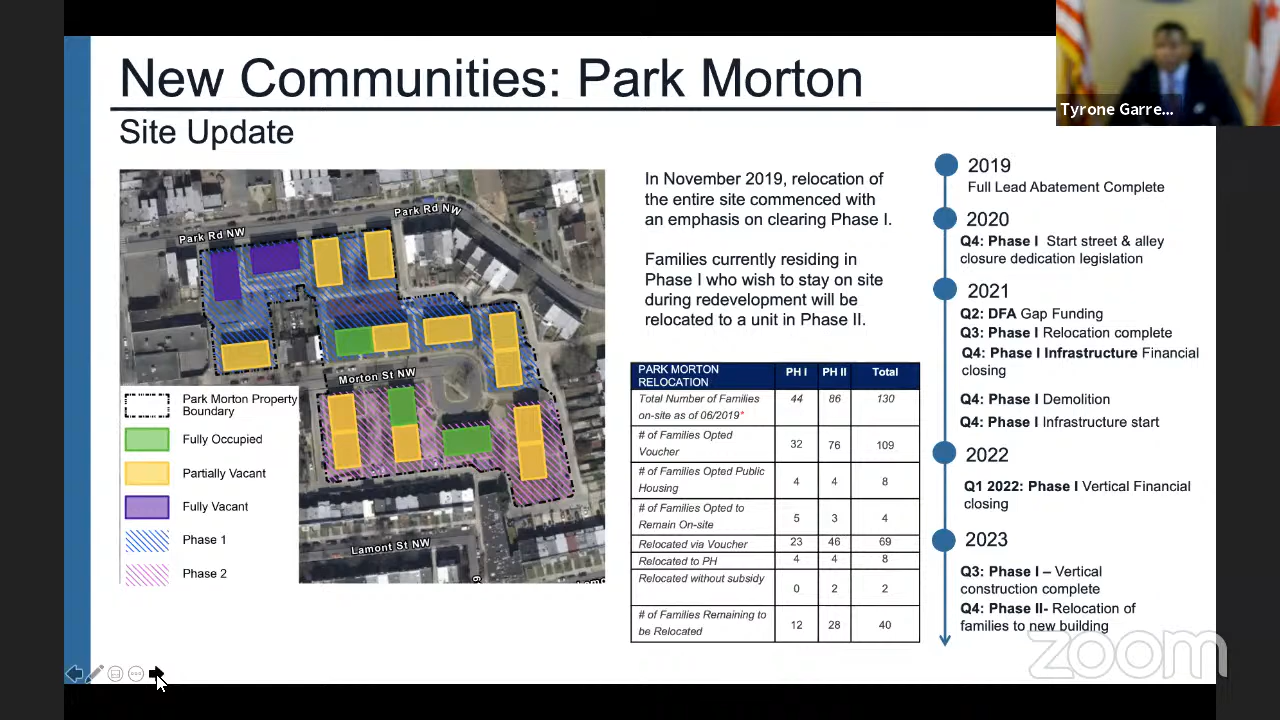 New Communities: Park Morton
Tyrone Garre...
Site Update
Park Rd NW
Park Rd NW
Morton St NW
Lamont St NW
Park Morton Property
Boundary
Fully Occupied
Partially Vacant
Fully Vacant
Phase 1
Phase 2
In November 2019, relocation of
the entire site commenced with
an emphasis on clearing Phase I.
Families currently residing in
Phase I who wish to stay on site
during redevelopment will be
relocated to a unit in Phase II.
PARK MORTON RELOCATION PH I PH II Total
Total Number of Families on-site as of 06/2019* 44 86 130
# of Families Opted Voucher 32 76 109
# of Families Opted Public Housing 4 4 8
# of Families Opted to Remain On-site 5 3 4
Relocated via Voucher 23 46 69
Relocated to PH 4 4 8
Relocated without subsidy 0 2 2
# of Families Remaining to be Relocated 12 28 40
2019
Full Lead Abatement Complete
2020
Q4: Phase I Start street & alley
closure dedication legislation
2021
Q2: DFA Gap Funding
Q3: Phase I Relocation complete
Q4: Phase I Infrastructure Financial
closing
Q4: Phase I Demolition
Q4: Phase I Infrastructure start
2022
Q1 2022: Phase I Vertical Financial
closing
2023
Q3: Phase I – Vertical
construction complete
Q4: Phase II- Relocation of
families to new building
zoom